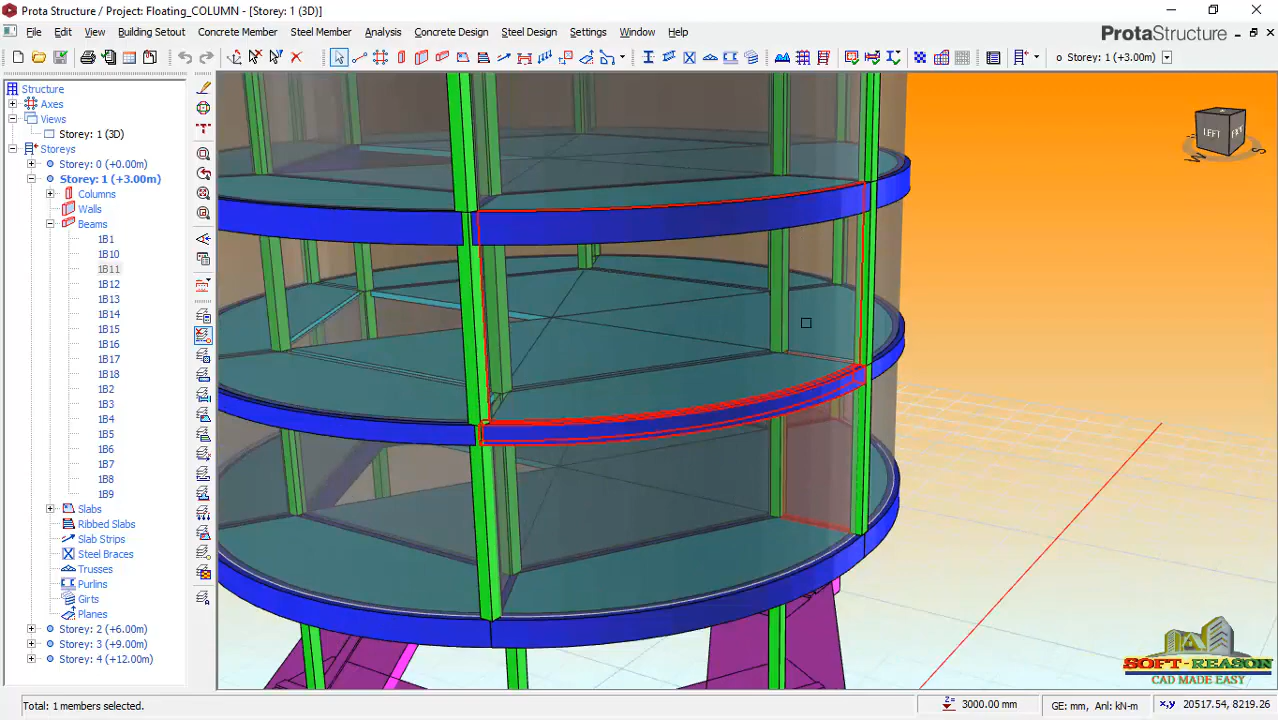 Prota Structure / Project: Floating_COLUMN - [Storey: 1 (3D)]
File Edit View Building Setout Concrete Member Steel Member Analysis Concrete Design Steel Design Settings Window Help
ProtaStructure
o Storey: 1 (+3.00m)
Structure
Axes
Views
Storey: 1 (3D)
Storeys
Storey: 0 (+0.00m)
Storey: 1 (+3.00m)
Columns
Walls
Beams
1B1
1B10
1B11
1B12
1B13
1B14
1B15
1B16
1B17
1B18
1B2
1B3
1B4
1B5
1B6
1B7
1B8
1B9
Slabs
Ribbed Slabs
Slab Strips
Steel Braces
Trusses
Purlins
Girts
Planes
Storey: 2 (+6.00m)
Storey: 3 (+9.00m)
Storey: 4 (+12.00m)
LEFT
W
S
SOFT-REASON
CAD MADE EASY
Total: 1 members selected.
Z=
3000.00 mm
GE: mm, Anl: kN-m
x,y 20517.54, 8219.26